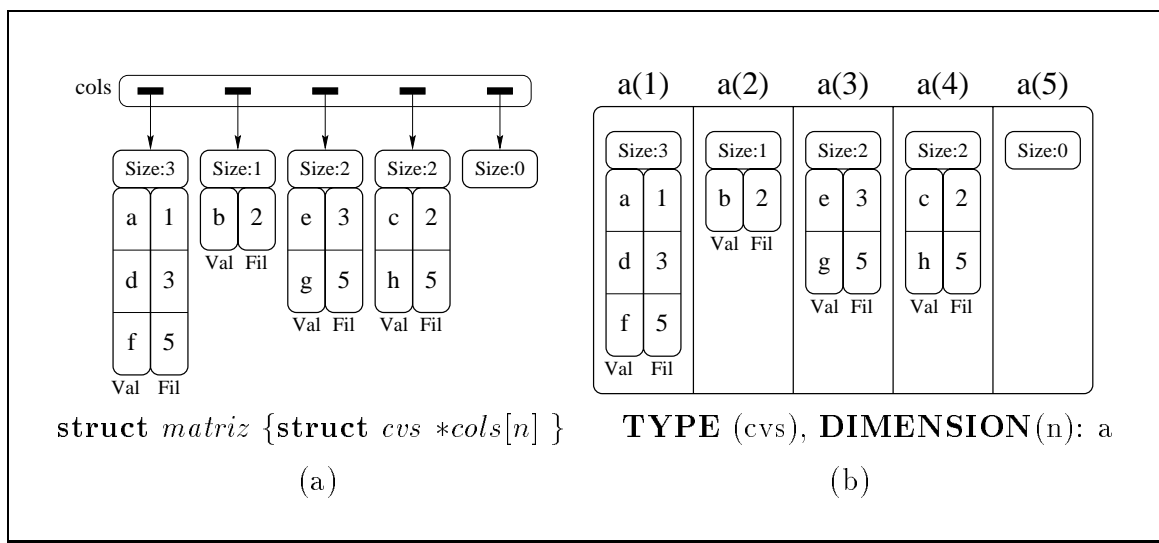 cols
Size:3 Size:1 Size:2 Size:2 Size:0
a 1 b 2 e 3 c 2
Val Fil
d 3 g 5 h 5
Val Fil Val Fil
f 5
Val Fil
struct matriz {struct cvs *cols[n] }
(a)
a(1) a(2) a(3) a(4) a(5)
Size:3 Size:1 Size:2 Size:2 Size:0
a 1 b 2 e 3 c 2
Val Fil
d 3 g 5 h 5
Val Fil Val Fil
f 5
Val Fil
TYPE (cvs), DIMENSION(n): a
(b)